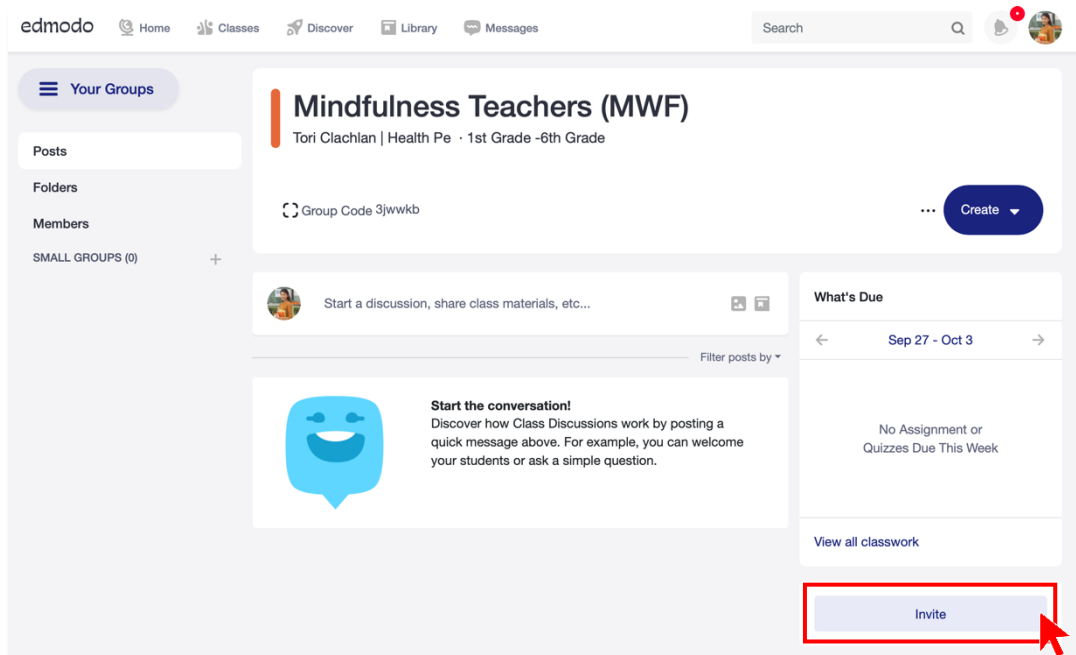 edmodo
Home
Classes
Discover
Library
Messages
Search
Your Groups
Posts
Folders
Members
SMALL GROUPS (0)
Mindfulness Teachers (MWF)
Tori Clachlan | Health Pe · 1st Grade -6th Grade
Group Code 3jwwkb
Create
Start a discussion, share class materials, etc...
Filter posts by
Start the conversation!
Discover how Class Discussions work by posting a
quick message above. For example, you can welcome
your students or ask a simple question.
What's Due
Sep 27 - Oct 3
No Assignment or
Quizzes Due This Week
View all classwork
Invite